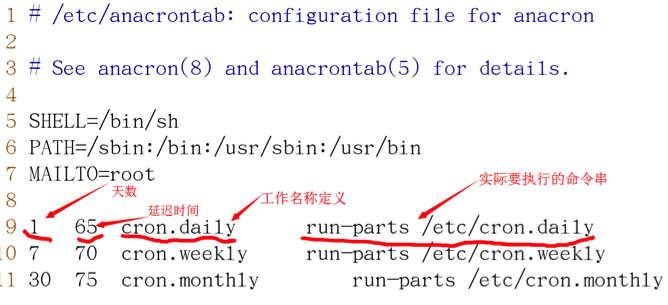 1 # /etc/anacrontab: configuration file for anacron
2
3 # See anacron(8) and anacrontab(5) for details.
4
5 SHELL=/bin/sh
6 PATH=/sbin:/bin:/usr/sbin:/usr/bin
7 MAILTO=root
天数
实际要执行的命令串
8
工作名称定义
延迟时间
9 1 65 cron.daily run-parts /etc/cron.daily
10 7 70 cron.weekly run-parts /etc/cron.weekly
11 30 75 cron.monthly run-parts /etc/cron.monthly